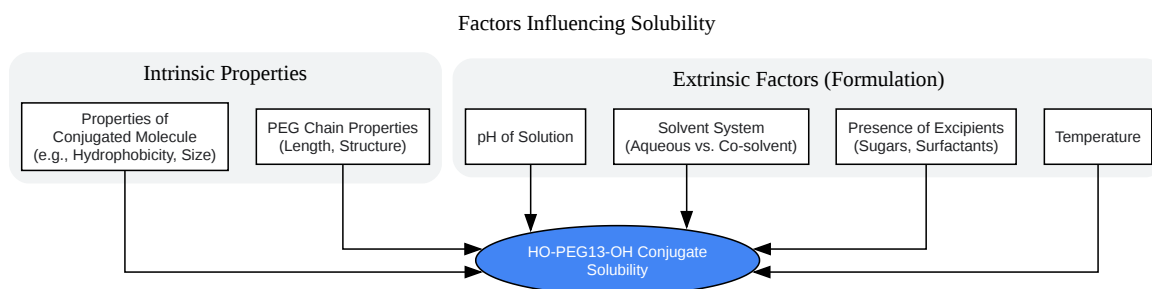 Factors Influencing Solubility
Intrinsic Properties
Extrinsic Factors (Formulation)
Properties of
Conjugated Molecule
(e.g., Hydrophobicity, Size)
PEG Chain Properties
(Length, Structure)
pH of Solution
Solvent System
(Aqueous vs. Co-solvent)
Presence of Excipients
(Sugars, Surfactants)
Temperature
HO-PEG13-OH Conjugate
Solubility